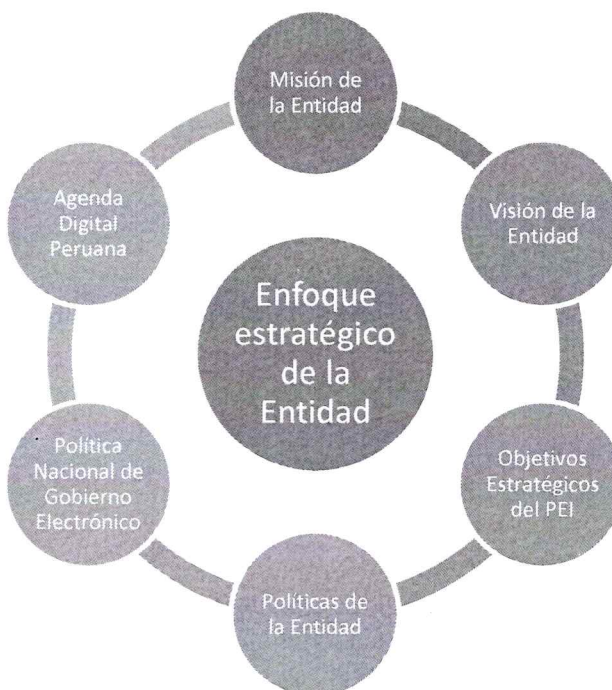 Misión de
la Entidad
Visión de la
Entidad
Objetivos
Estratégicos
del PEI
Políticas de
la Entidad
Política
Nacional de
Gobierno
Electrónico
Agenda
Digital
Peruana
Enfoque
estratégico
de la
Entidad